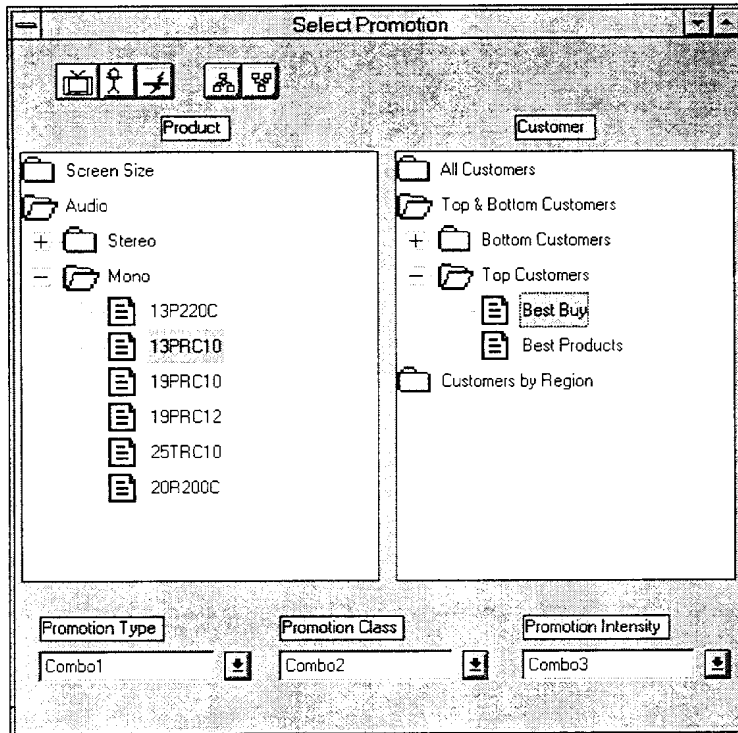 Select Promotion
Product
Customer
Screen Size
Audio
+ Stereo
− Mono
13P220C
13PRC10
19PRC10
19PRC12
25TRC10
20R200C
All Customers
Top & Bottom Customers
+ Bottom Customers
− Top Customers
Best Buy
Best Products
Customers by Region
Promotion Type
Promotion Class
Promotion Intensity
Combo1
Combo2
Combo3